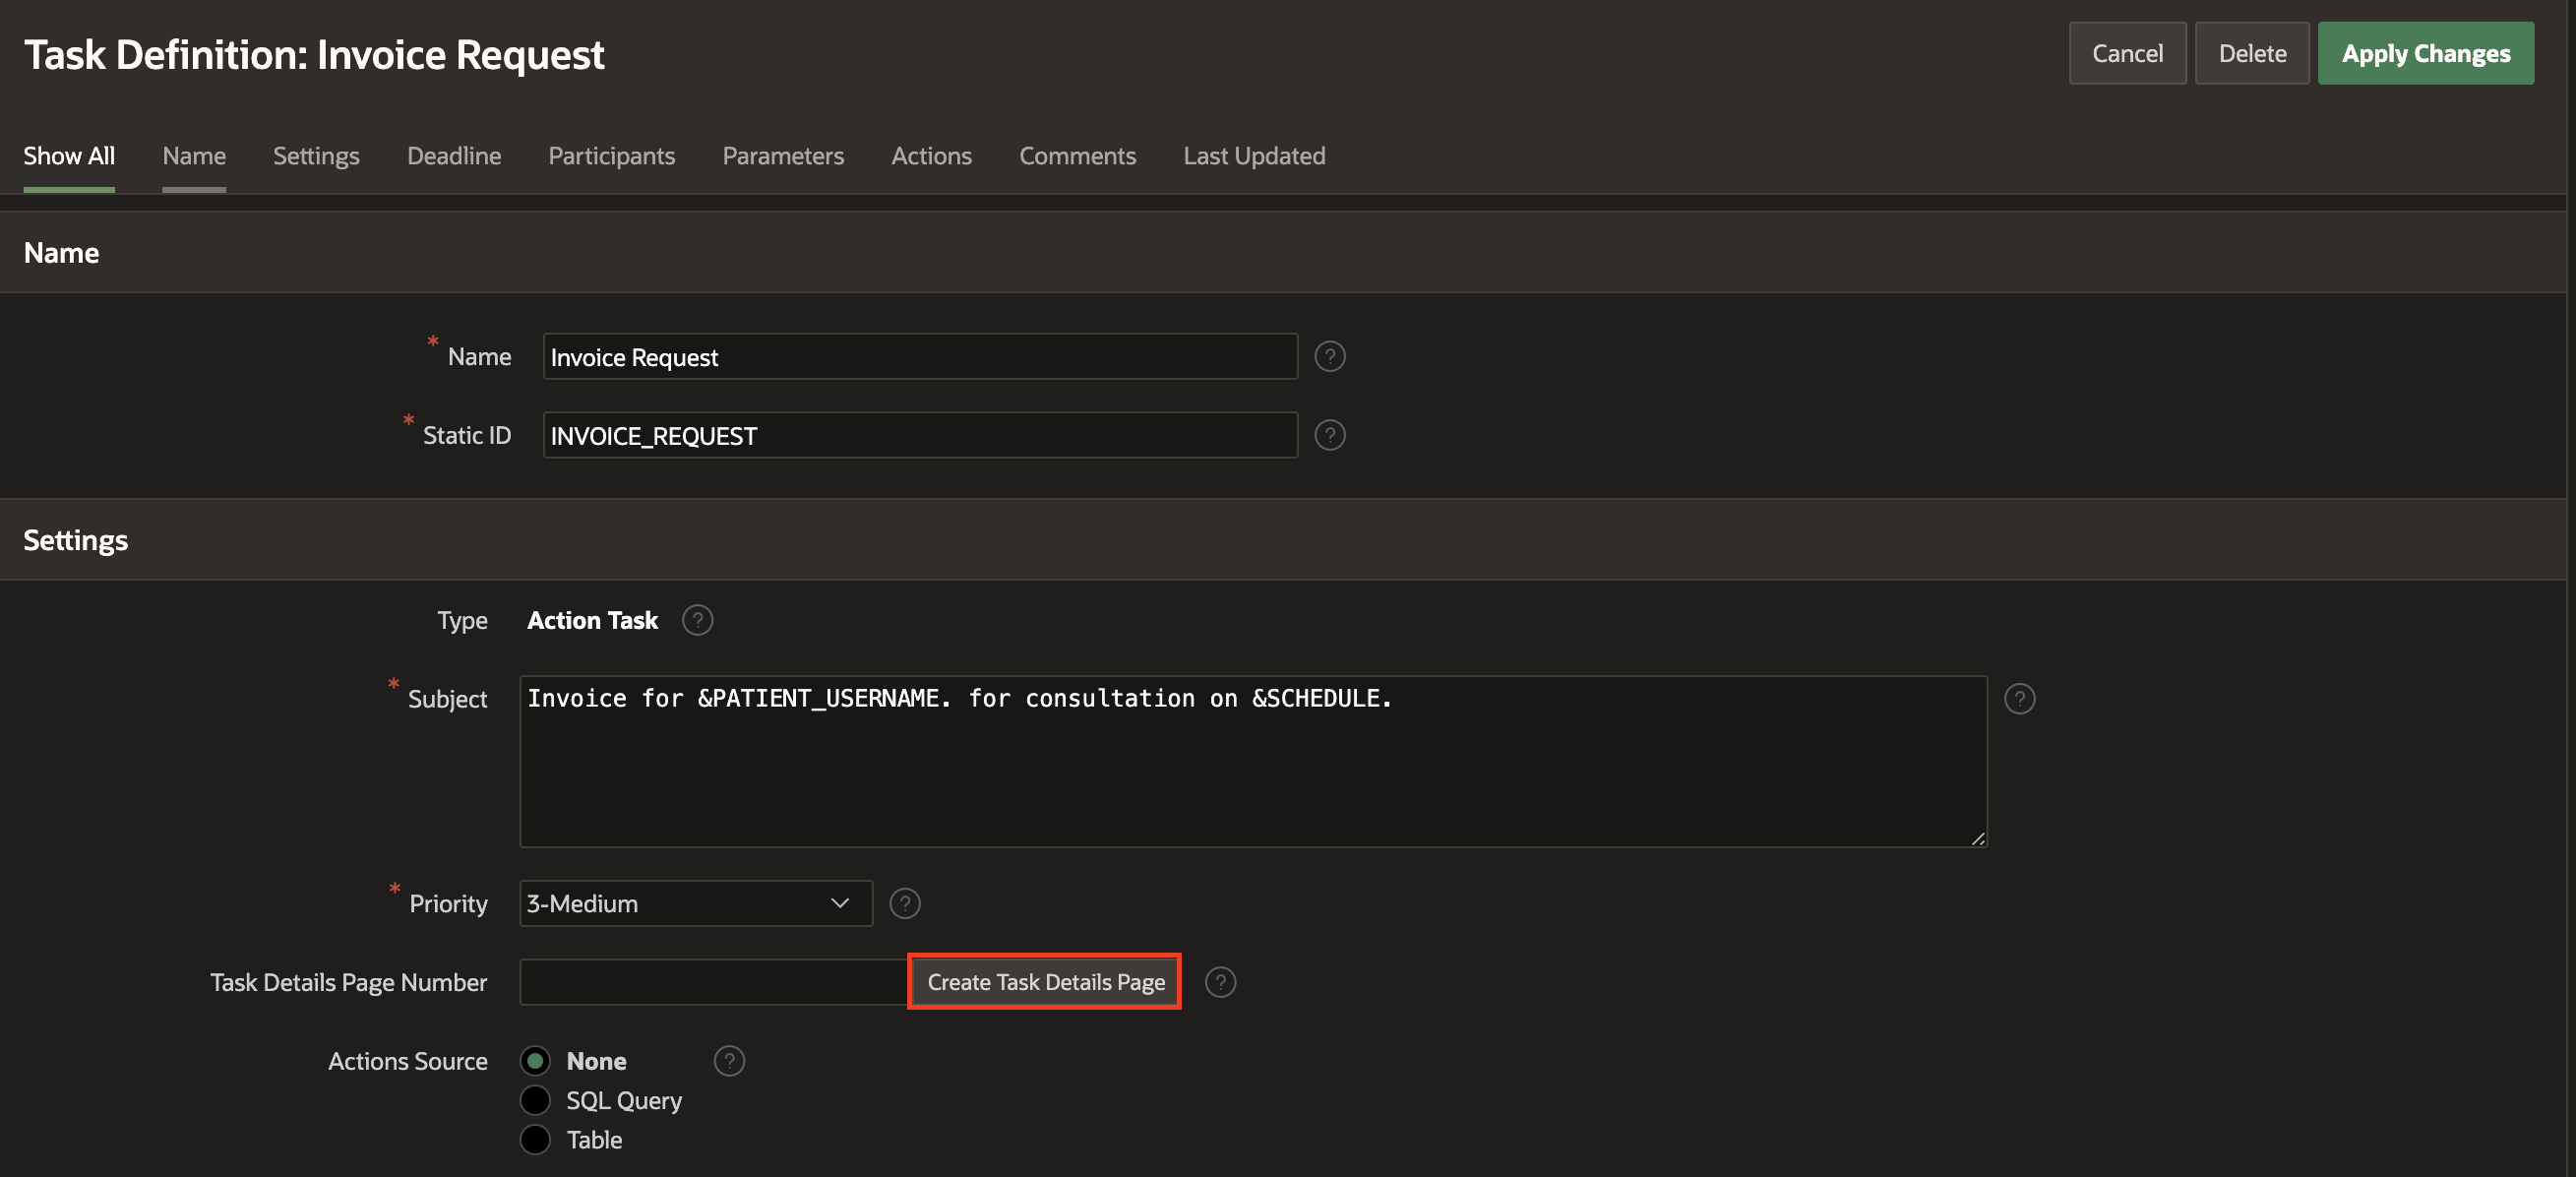 Task Definition: Invoice Request
Cancel Delete Apply Changes
Show All Name Settings Deadline Participants Parameters Actions Comments Last Updated
Name
* Name Invoice Request ?
* Static ID INVOICE_REQUEST ?
Settings
Type Action Task ?
* Subject Invoice for &PATIENT_USERNAME. for consultation on &SCHEDULE. ?
* Priority 3-Medium ?
Task Details Page Number Create Task Details Page ?
Actions Source None ?
SQL Query
Table